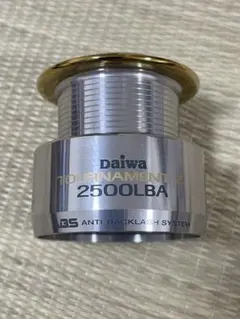 Daiwa
TOURNAMENT
2500LBA
ABS ANTI BACKLASH SYSTEM